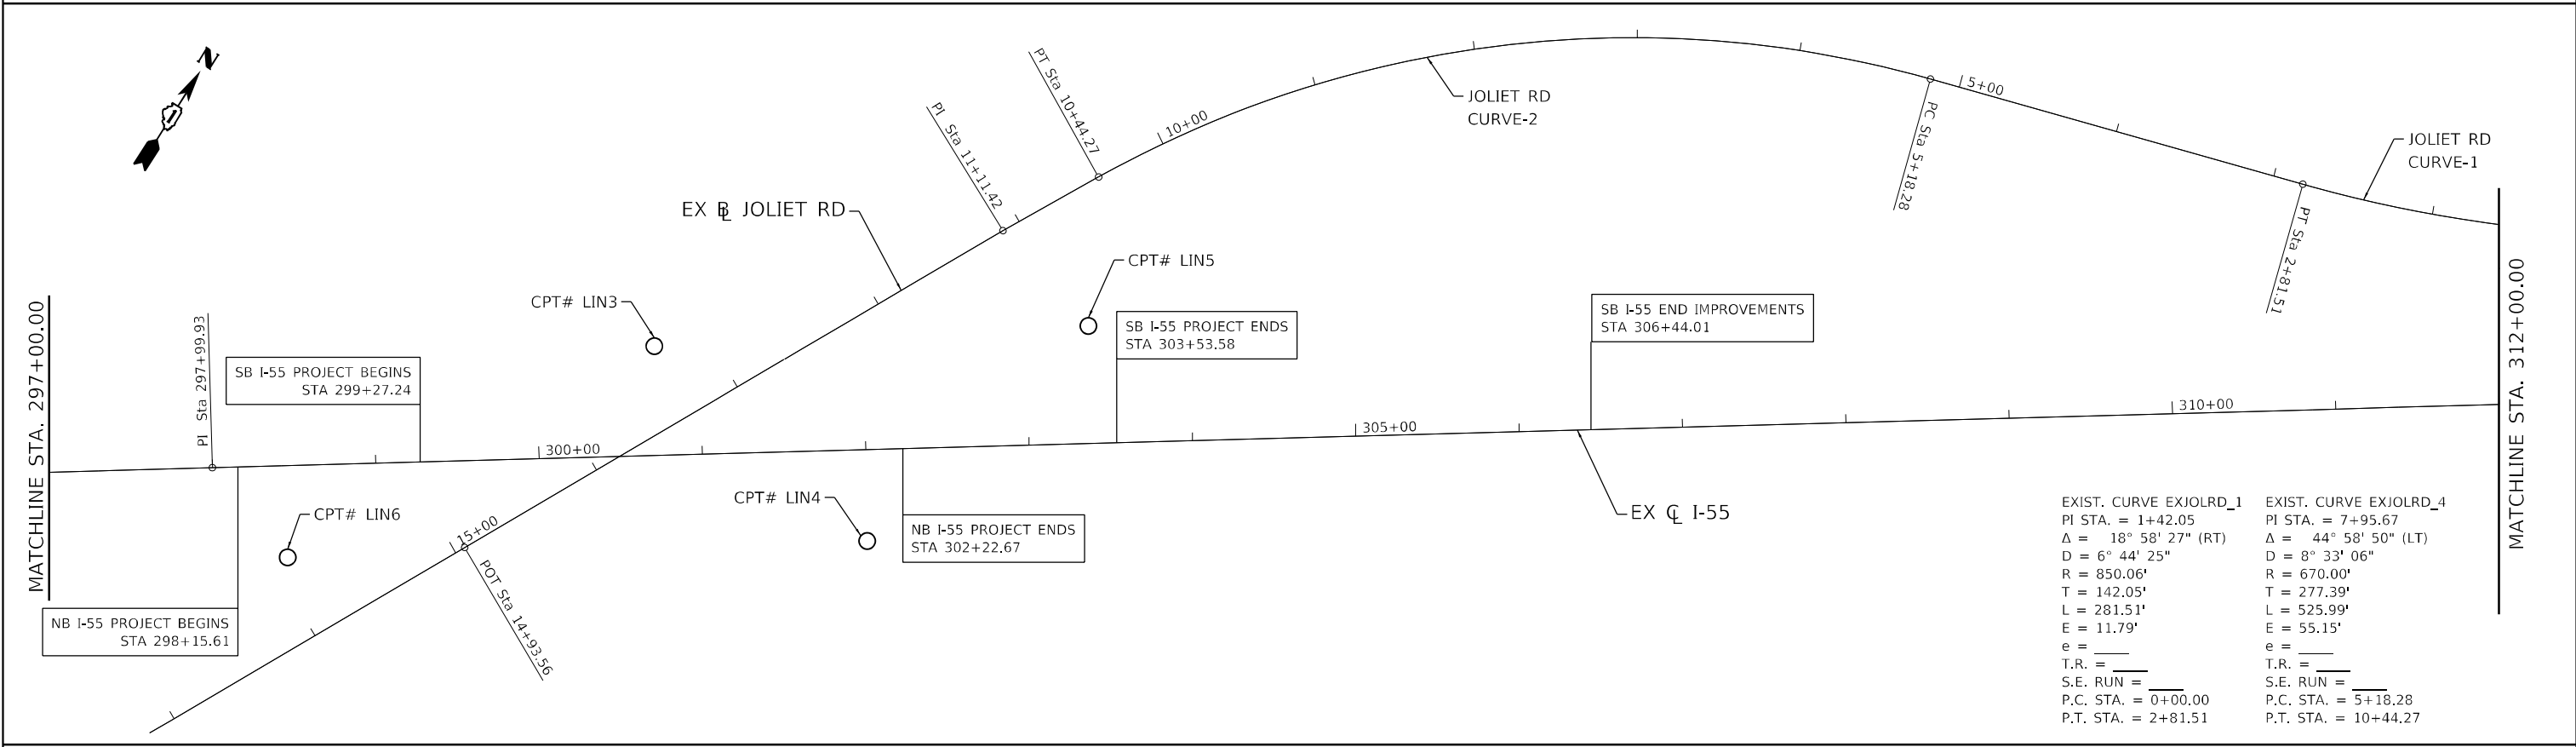 N
PT Sta 10+44.27
PI Sta 11+11.42
10+00
JOLIET RD
CURVE-2
5+00
PC Sta 5+18.28
JOLIET RD
CURVE-1
PT Sta 2+81.51
EX BL JOLIET RD
CPT# LIN3
CPT# LIN5
MATCHLINE STA. 297+00.00
PI Sta 297+99.93
SB I-55 PROJECT BEGINS
STA 299+27.24
SB I-55 PROJECT ENDS
STA 303+53.58
SB I-55 END IMPROVEMENTS
STA 306+44.01
MATCHLINE STA. 312+00.00
300+00
305+00
310+00
CPT# LIN6
15+00
POT Sta 14+93.56
CPT# LIN4
NB I-55 PROJECT ENDS
STA 302+22.67
EX CL I-55
NB I-55 PROJECT BEGINS
STA 298+15.61
EXIST. CURVE EXJOLRD_1
PI STA. = 1+42.05
Δ = 18° 58' 27" (RT)
D = 6° 44' 25"
R = 850.06'
T = 142.05'
L = 281.51'
E = 11.79'
e = ____
T.R. = ____
S.E. RUN = ____
P.C. STA. = 0+00.00
P.T. STA. = 2+81.51
EXIST. CURVE EXJOLRD_4
PI STA. = 7+95.67
Δ = 44° 58' 50" (LT)
D = 8° 33' 06"
R = 670.00'
T = 277.39'
L = 525.99'
E = 55.15'
e = ____
T.R. = ____
S.E. RUN = ____
P.C. STA. = 5+18.28
P.T. STA. = 10+44.27